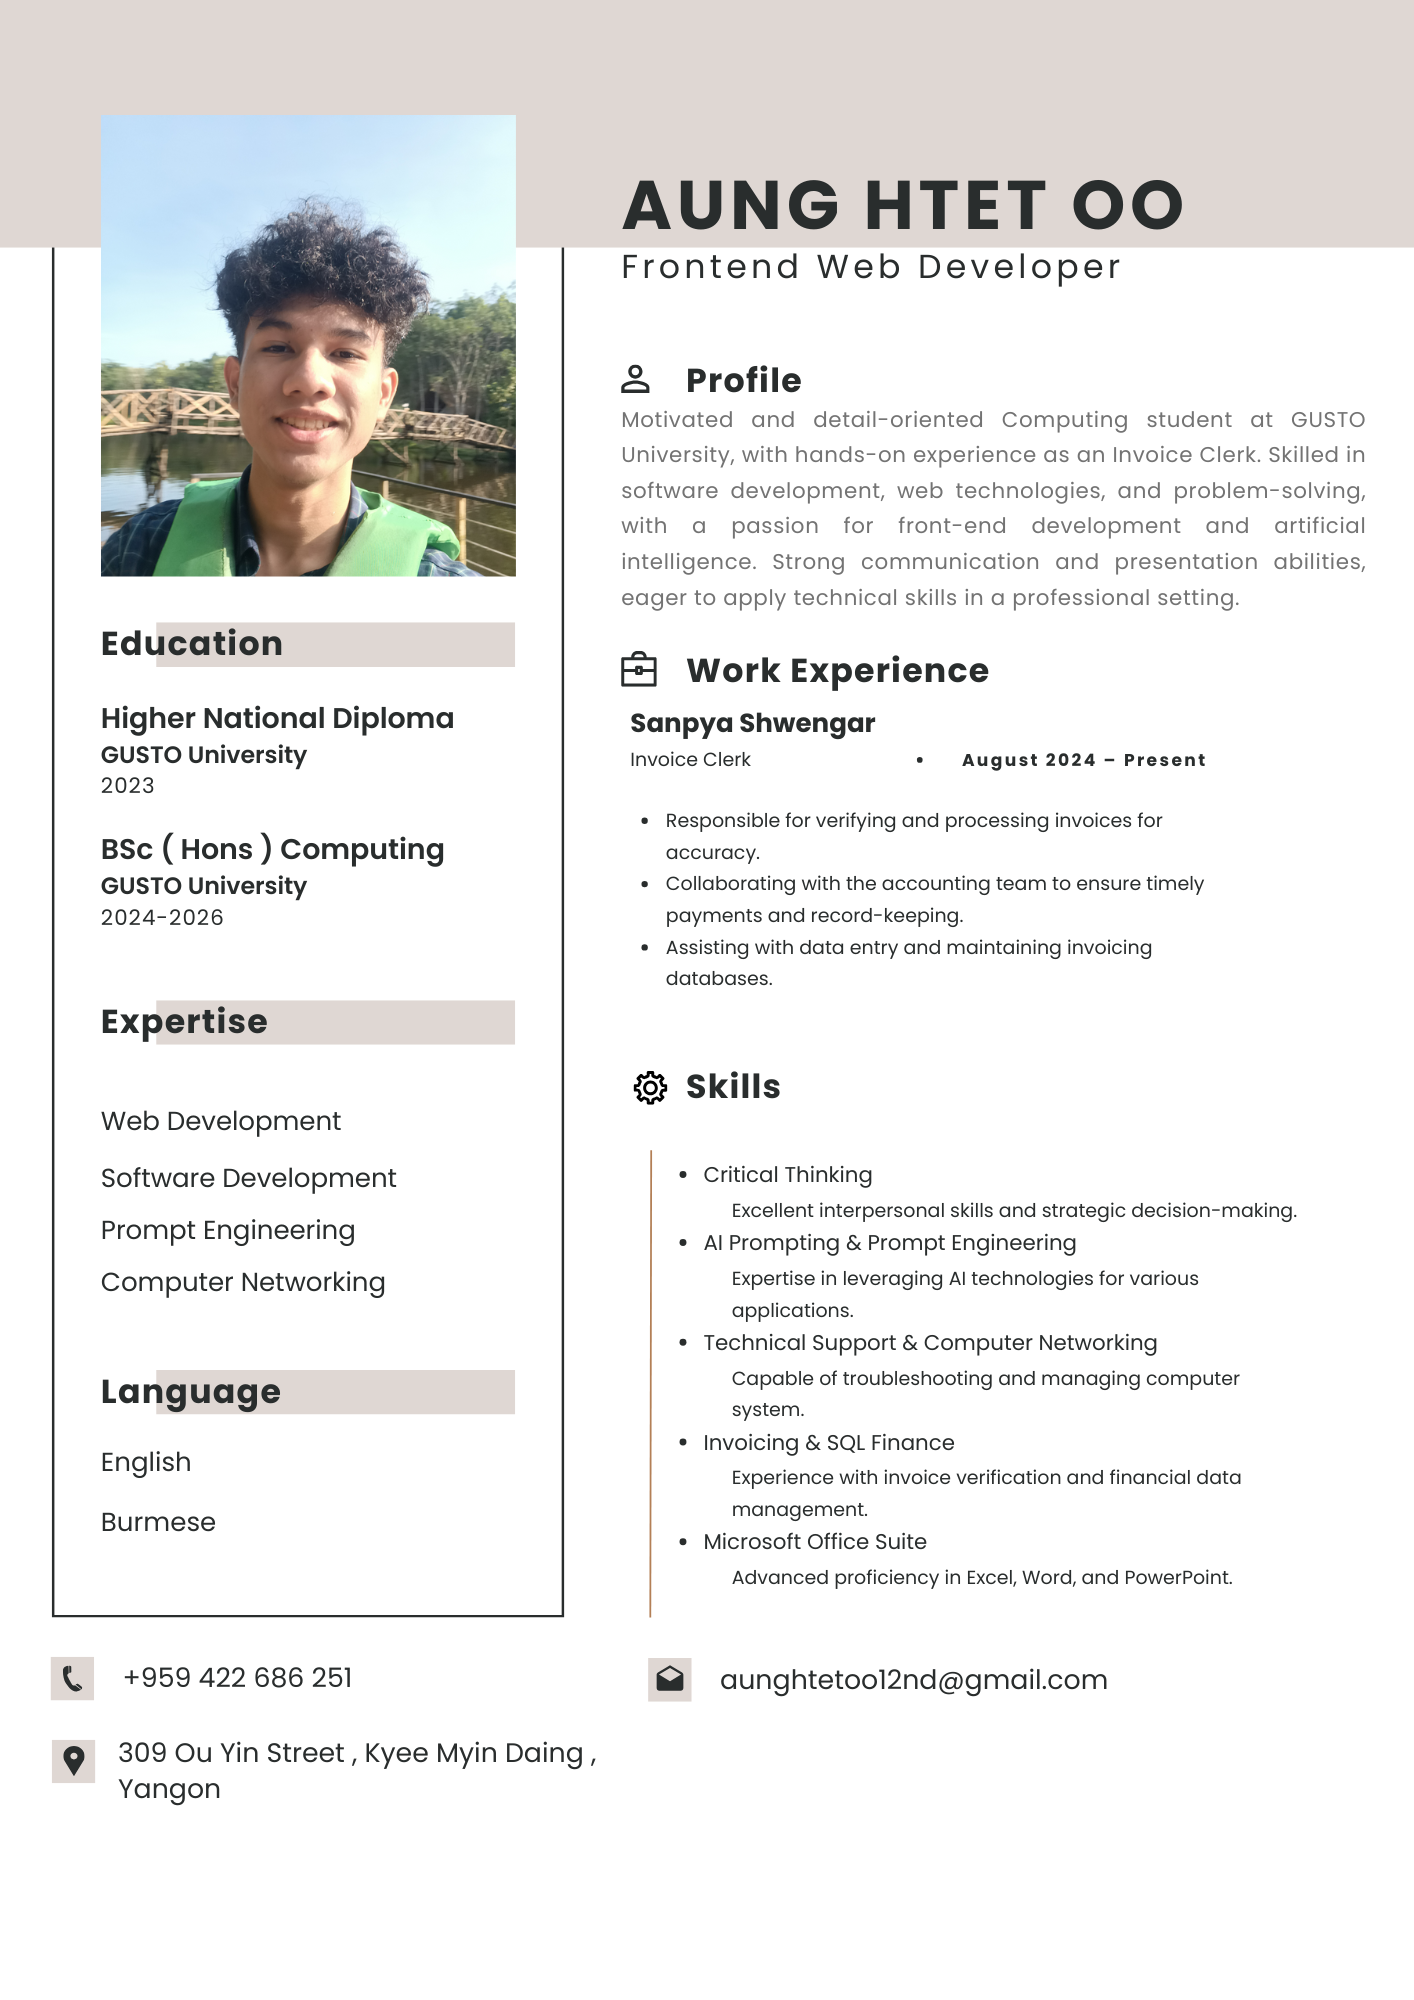 AUNG HTET OO
Frontend Web Developer
Profile
Motivated and detail-oriented Computing student at GUSTO
University, with hands-on experience as an Invoice Clerk. Skilled in
software development, web technologies, and problem-solving,
with a passion for front-end development and artificial
intelligence. Strong communication and presentation abilities,
eager to apply technical skills in a professional setting.
Work Experience
Sanpya Shwengar
Invoice Clerk • August 2024 – Present
• Responsible for verifying and processing invoices for
accuracy.
• Collaborating with the accounting team to ensure timely
payments and record-keeping.
• Assisting with data entry and maintaining invoicing
databases.
Skills
• Critical Thinking
Excellent interpersonal skills and strategic decision-making.
• AI Prompting & Prompt Engineering
Expertise in leveraging AI technologies for various
applications.
• Technical Support & Computer Networking
Capable of troubleshooting and managing computer
system.
• Invoicing & SQL Finance
Experience with invoice verification and financial data
management.
• Microsoft Office Suite
Advanced proficiency in Excel, Word, and PowerPoint.
Education
Higher National Diploma
GUSTO University
2023
BSc ( Hons ) Computing
GUSTO University
2024-2026
Expertise
Web Development
Software Development
Prompt Engineering
Computer Networking
Language
English
Burmese
+959 422 686 251
aunghtetoo12nd@gmail.com
309 Ou Yin Street , Kyee Myin Daing ,
Yangon